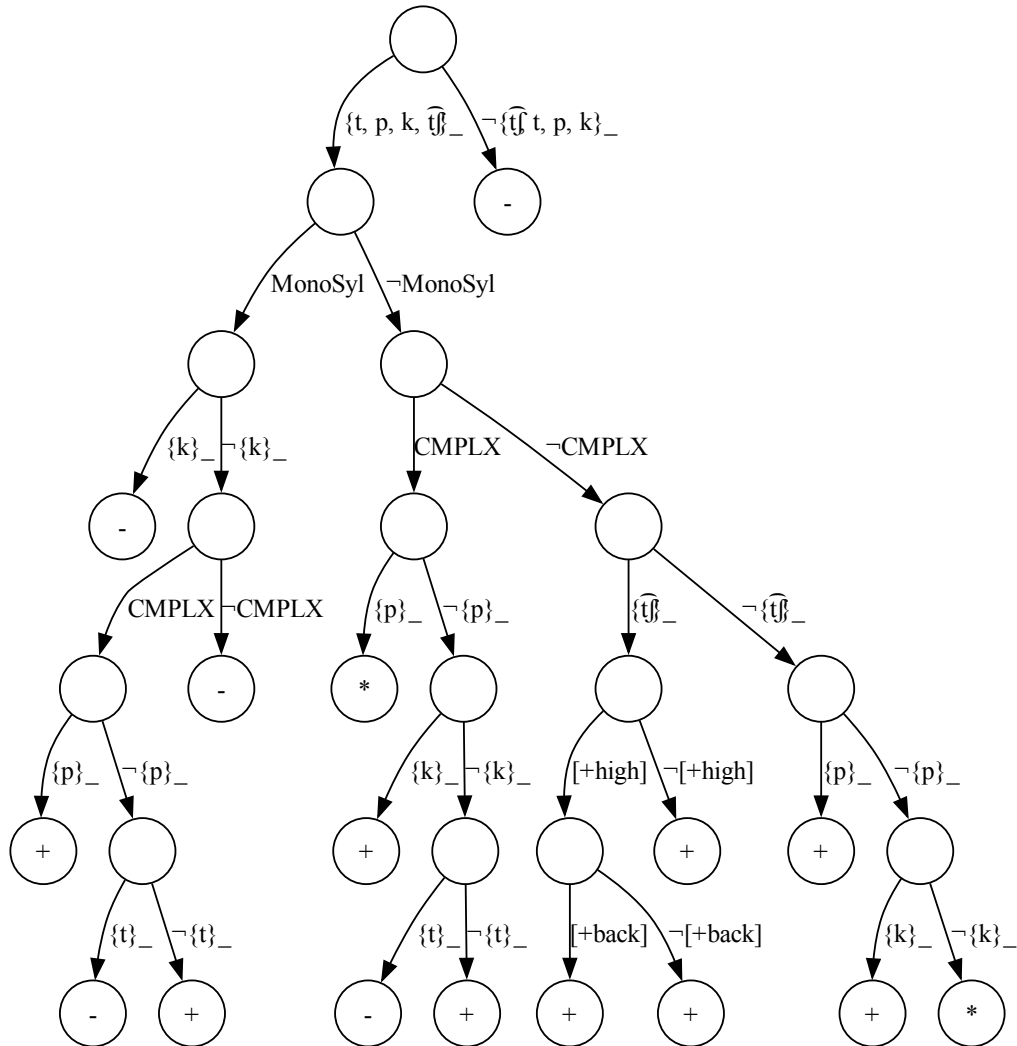 {t, p, k, t͡ʃ}_ ¬{t͡ʃ, t, p, k}_
-
MonoSyl ¬MonoSyl
{k}_ ¬{k}_ CMPLX ¬CMPLX
-
CMPLX ¬CMPLX {p}_ ¬{p}_ {t͡ʃ}_ ¬{t͡ʃ}_
- *
{p}_ ¬{p}_ {k}_ ¬{k}_ [+high] ¬[+high] {p}_ ¬{p}_
+ + + +
{t}_ ¬{t}_ {t}_ ¬{t}_ [+back] ¬[+back] {k}_ ¬{k}_
- + - + + + + *